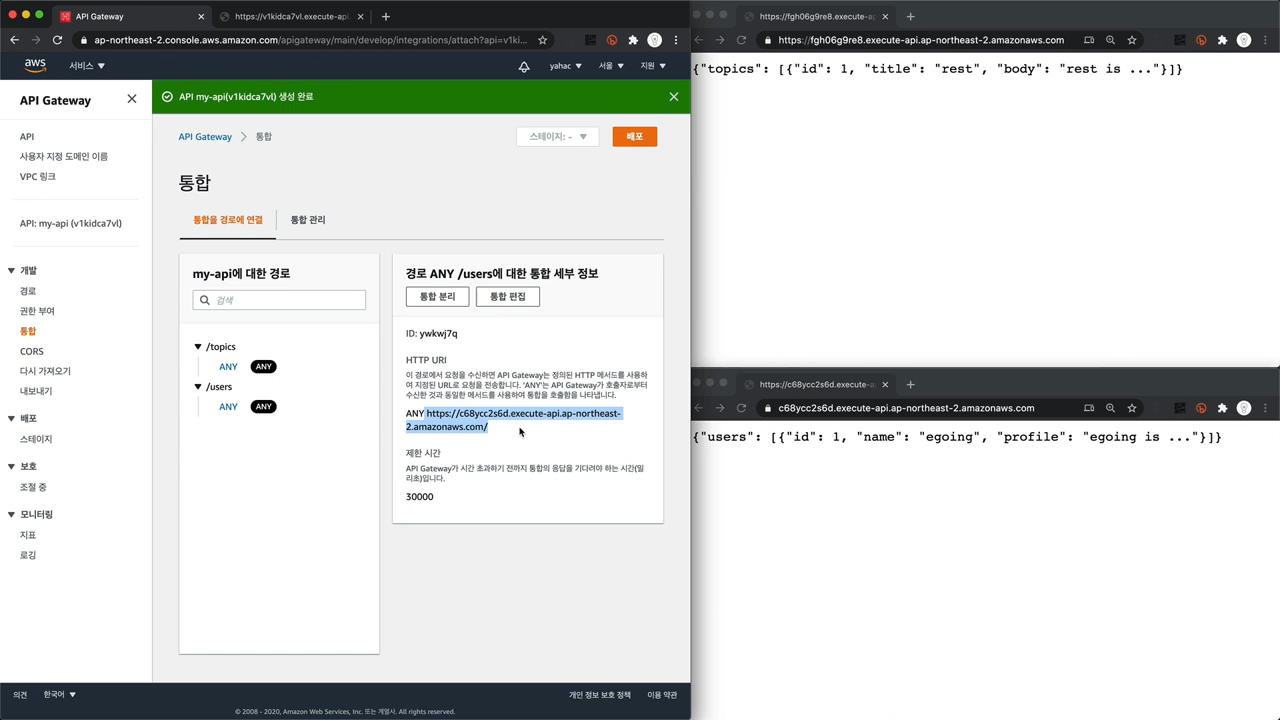 API Gateway
https://v1kidca7vl.execute-api.
ap-northeast-2.console.aws.amazon.com/apigateway/main/develop/integrations/attach?api=v1ki...
aws
서비스
yahac
서울
지원
API Gateway
API
사용자 지정 도메인 이름
VPC 링크
API: my-api (v1kidca7vl)
개발
경로
권한 부여
통합
CORS
다시 가져오기
내보내기
배포
스테이지
보호
조절 중
모니터링
지표
로깅
API my-api(v1kidca7vl) 생성 완료
API Gateway
통합
스테이지: -
배포
통합
통합을 경로에 연결
통합 관리
my-api에 대한 경로
검색
/topics
ANY ANY
/users
ANY ANY
경로 ANY /users에 대한 통합 세부 정보
통합 분리
통합 편집
ID: ywkwj7q
HTTP URI
이 경로에서 요청을 수신하면 API Gateway는 정의된 HTTP 메서드를 사용하
여 지정된 URL로 요청을 전송합니다. 'ANY'는 API Gateway가 호출자로부터
수신한 것과 동일한 메서드를 사용하여 통합을 호출함을 나타냅니다.
ANY https://c68ycc2s6d.execute-api.ap-northeast-
2.amazonaws.com/
제한 시간
API Gateway가 시간 초과하기 전까지 통합의 응답을 기다려야 하는 시간(밀
리초)입니다.
30000
의견
한국어
개인 정보 보호 정책
이용 약관
© 2008 - 2020, Amazon Web Services, Inc. 또는 계열사. All rights reserved.
https://fgh06g9re8.execute-a
https://fgh06g9re8.execute-api.ap-northeast-2.amazonaws.com
{"topics": [{"id": 1, "title": "rest", "body": "rest is ..."}]}
https://c68ycc2s6d.execute-a
c68ycc2s6d.execute-api.ap-northeast-2.amazonaws.com
{"users": [{"id": 1, "name": "egoing", "profile": "egoing is ..."}]}